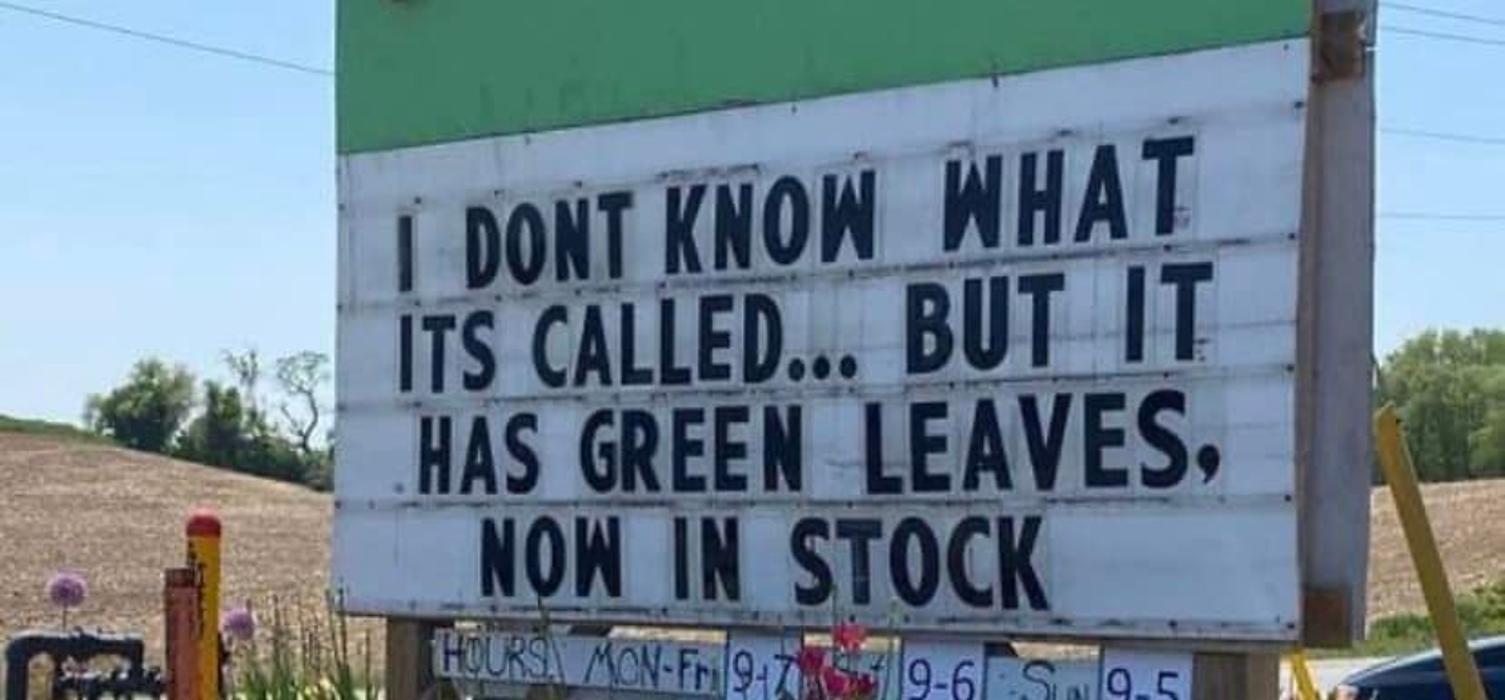 I DONT KNOW WHAT
ITS CALLED... BUT IT
HAS GREEN LEAVES,
NOW IN STOCK
HOURS: MON-Fri 9-7 9-6 Sun 9-5